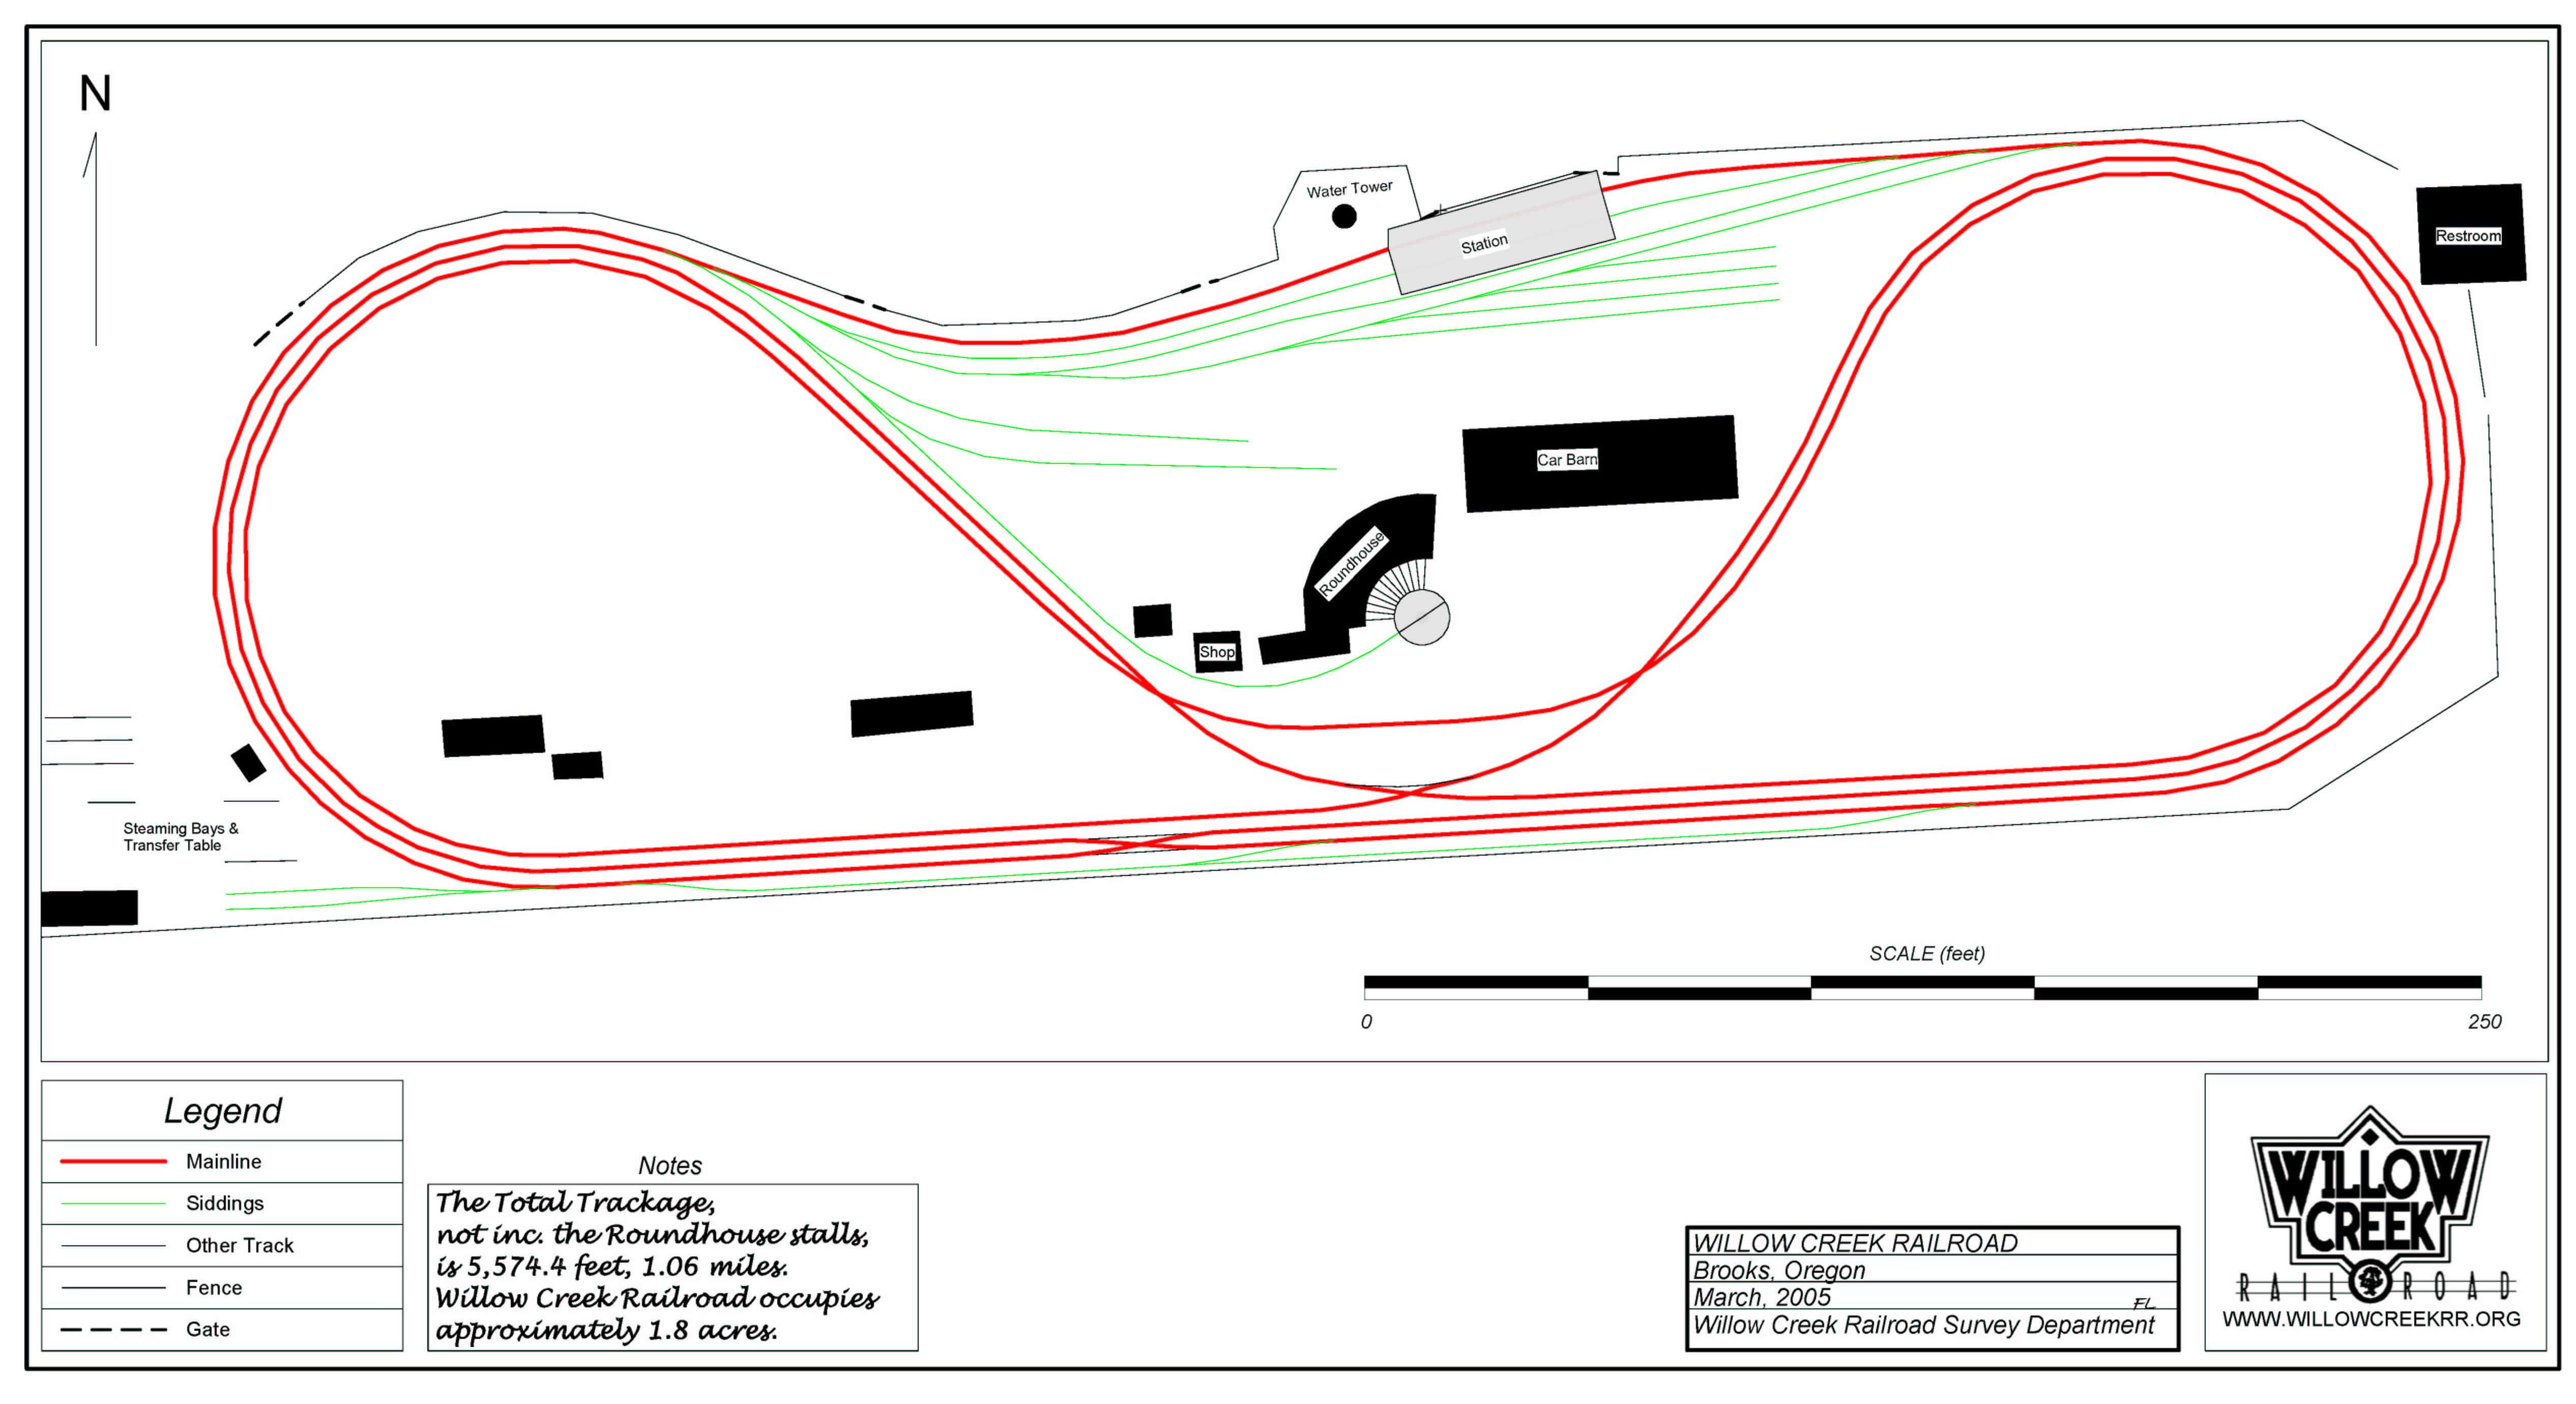 N
Water Tower
Station
Restroom
Car Barn
Roundhouse
Shop
Steaming Bays &
Transfer Table
SCALE (feet)
0
250
Legend
Mainline
Siddings
Other Track
Fence
Gate
Notes
The Total Trackage,
not inc. the Roundhouse stalls,
is 5,574.4 feet, 1.06 miles.
Willow Creek Railroad occupies
approximately 1.8 acres.
WILLOW CREEK RAILROAD
Brooks, Oregon
March, 2005
FL
Willow Creek Railroad Survey Department
WILLOW
CREEK
RAILROAD
WWW.WILLOWCREEKRR.ORG